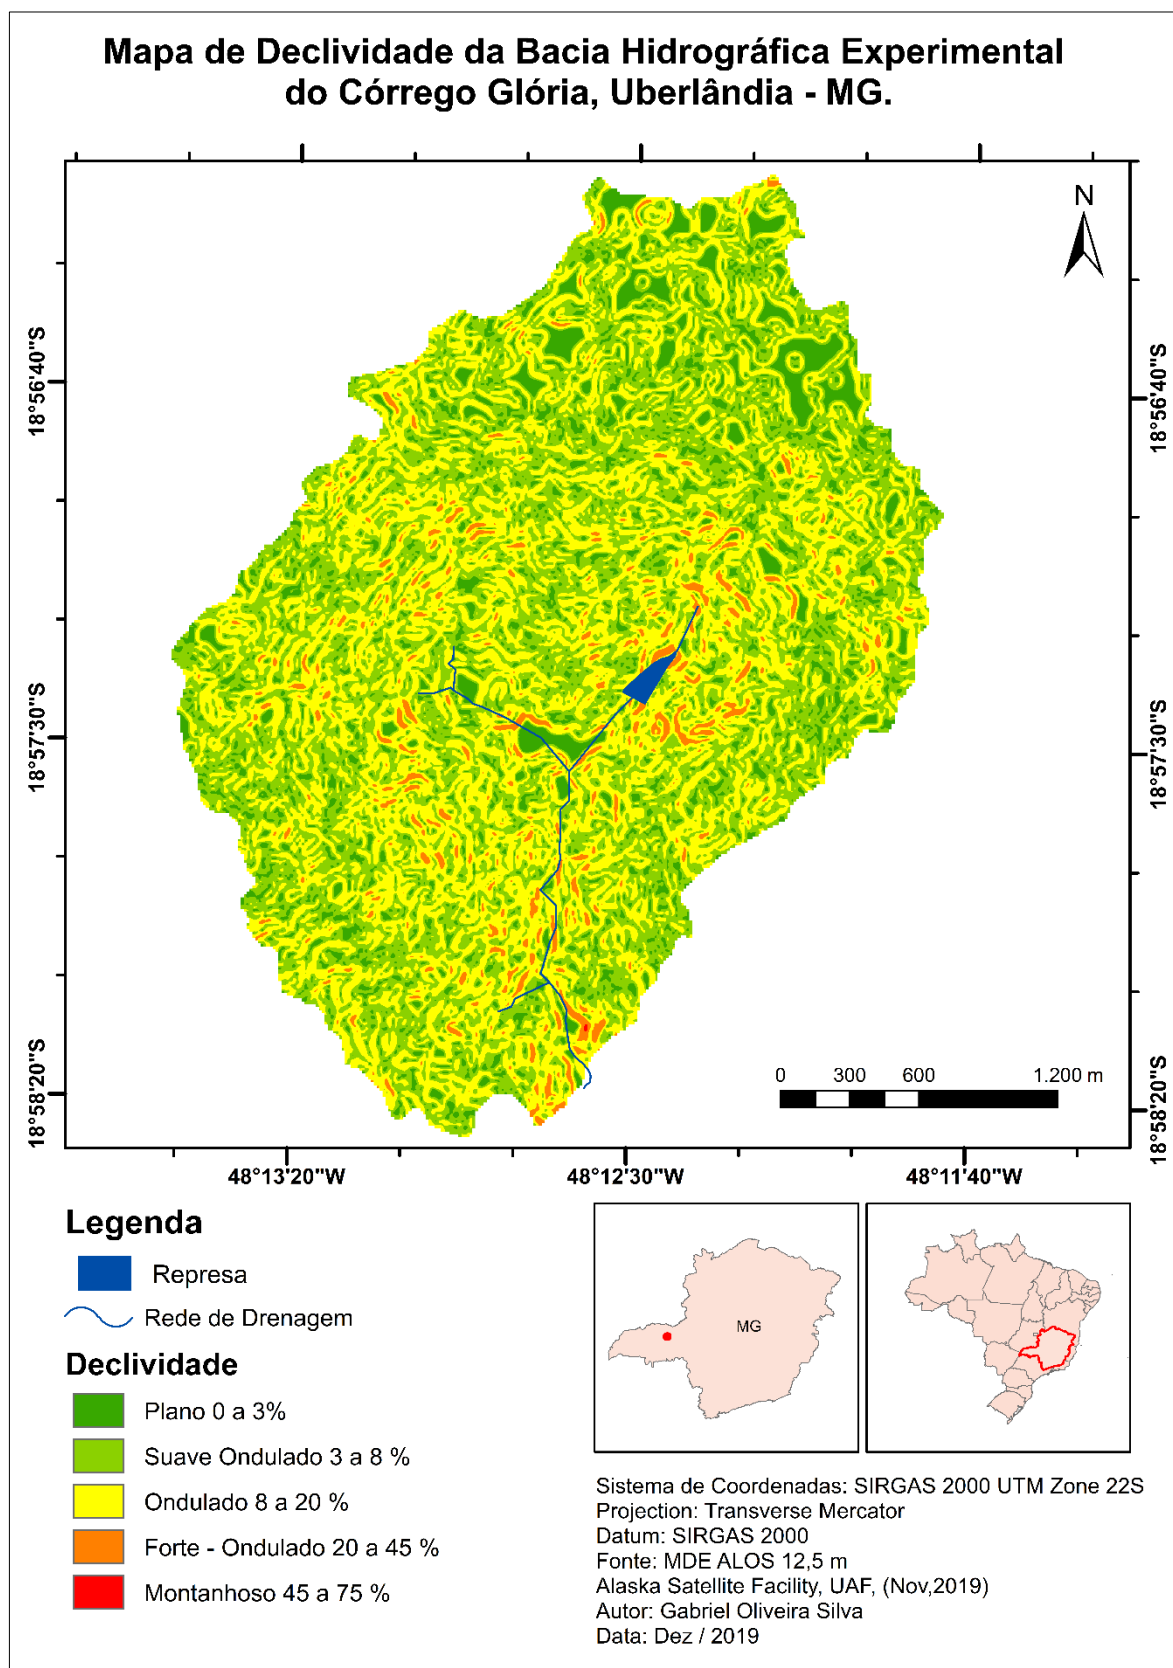 Mapa de Declividade da Bacia Hidrográfica Experimental
do Córrego Glória, Uberlândia - MG.
N
18°56'40"S
18°56'40"S
18°57'30"S
18°57'30"S
18°58'20"S
18°58'20"S
0 300 600 1.200 m
48°13'20"W 48°12'30"W 48°11'40"W
Legenda
Represa
Rede de Drenagem
Declividade
Plano 0 a 3%
Suave Ondulado 3 a 8 %
Ondulado 8 a 20 %
Forte - Ondulado 20 a 45 %
Montanhoso 45 a 75 %
MG
Sistema de Coordenadas: SIRGAS 2000 UTM Zone 22S
Projection: Transverse Mercator
Datum: SIRGAS 2000
Fonte: MDE ALOS 12,5 m
Alaska Satellite Facility, UAF, (Nov,2019)
Autor: Gabriel Oliveira Silva
Data: Dez / 2019